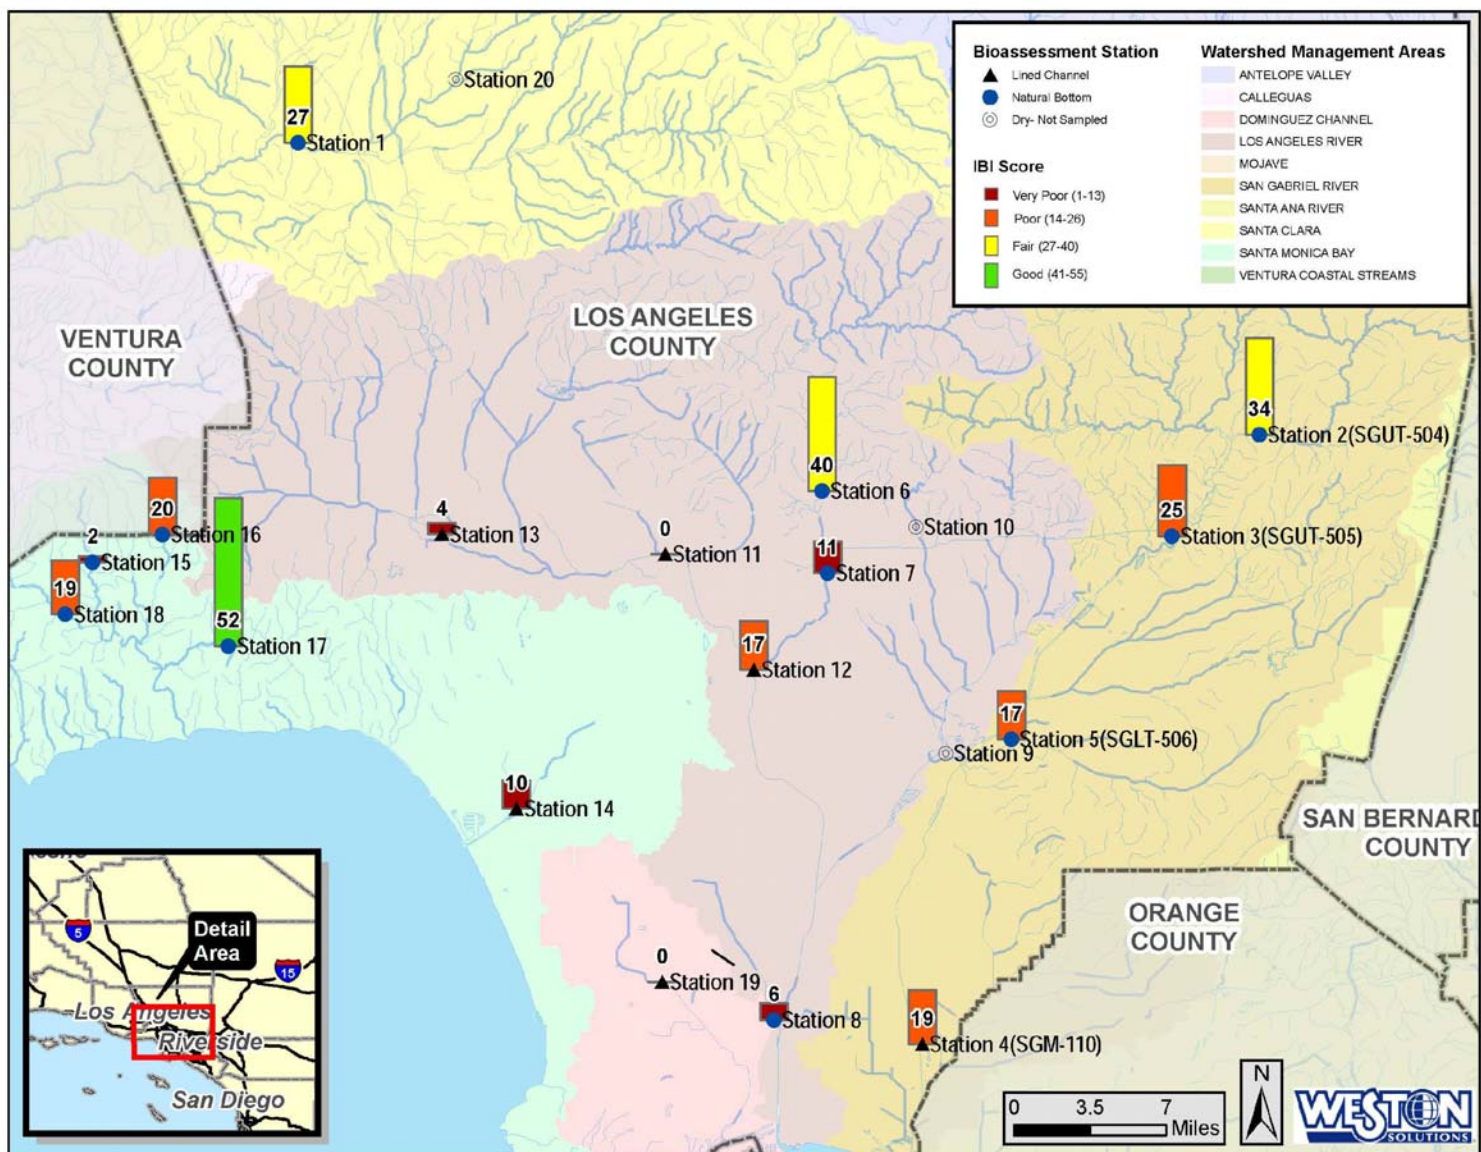 Bioassessment Station
Lined Channel
Natural Bottom
Dry- Not Sampled
IBI Score
Very Poor (1-13)
Poor (14-26)
Fair (27-40)
Good (41-55)
Watershed Management Areas
ANTELOPE VALLEY
CALLEGUAS
DOMINGUEZ CHANNEL
LOS ANGELES RIVER
MOJAVE
SAN GABRIEL RIVER
SANTA ANA RIVER
SANTA CLARA
SANTA MONICA BAY
VENTURA COASTAL STREAMS
Station 20
27
Station 1
LOS ANGELES
COUNTY
VENTURA
COUNTY
34
Station 2(SGUT-504)
40
Station 6
20
Station 16
4
Station 13
0
Station 11
Station 10
25
Station 3(SGUT-505)
2
Station 15
11
Station 7
19
Station 18
52
Station 17
17
Station 12
17
Station 5(SGLT-506)
Station 9
10
Station 14
SAN BERNARD
COUNTY
ORANGE
COUNTY
0
Station 19
6
Station 8
19
Station 4(SGM-110)
Detail
Area
5
15
Los Angeles
Riverside
San Diego
0 3.5 7
Miles
N
WESTON
SOLUTIONS